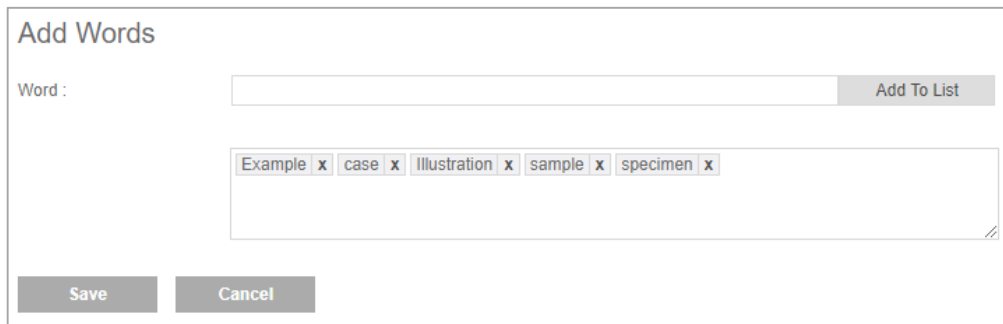 Add Words
Word : Add To List
Example x case x Illustration x sample x specimen x
Save Cancel